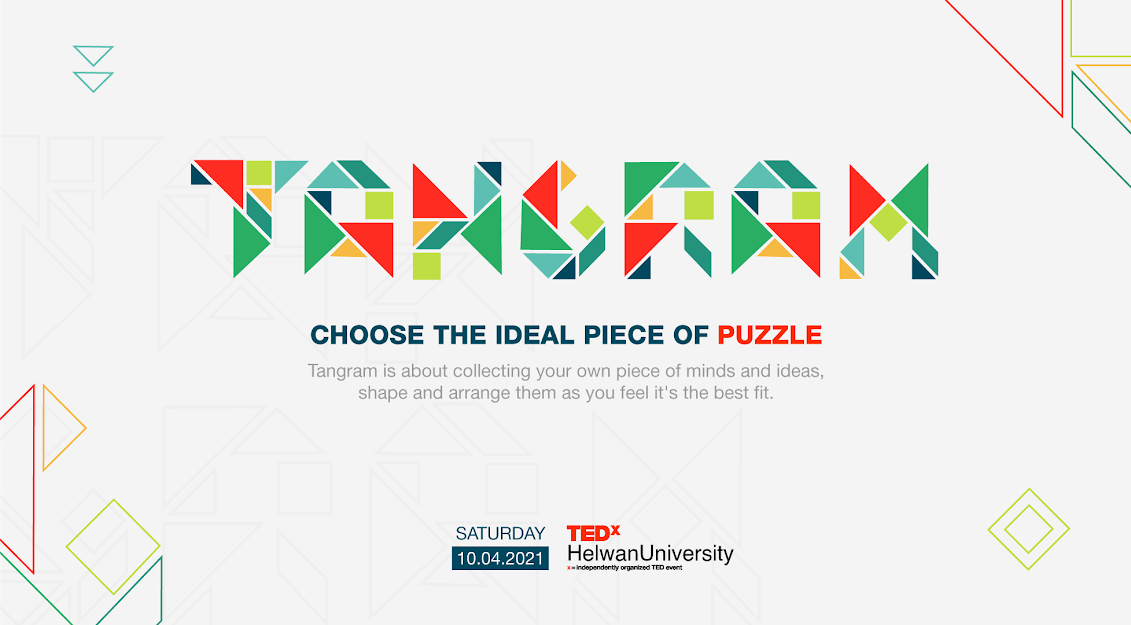 TANGRAM
CHOOSE THE IDEAL PIECE OF PUZZLE
Tangram is about collecting your own piece of minds and ideas,
shape and arrange them as you feel it's the best fit.
SATURDAY
10.04.2021
TEDx
HelwanUniversity
x = independently organized TED event